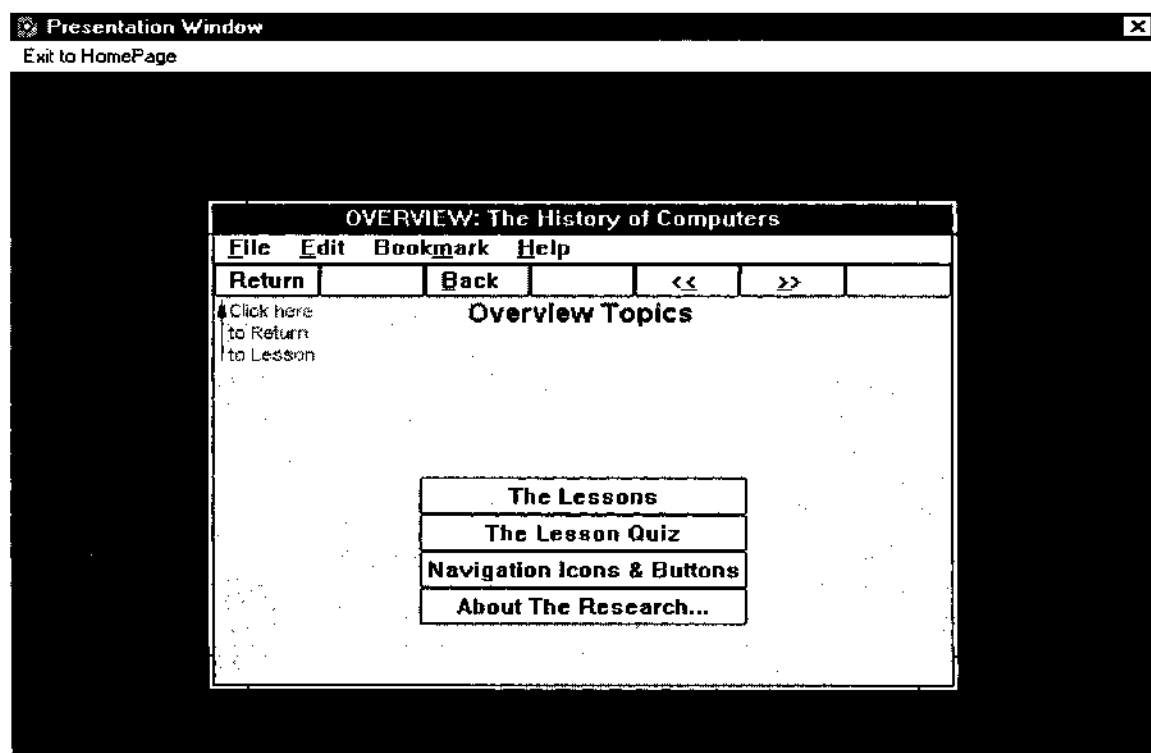 Presentation Window
Exit to HomePage
OVERVIEW: The History of Computers
File Edit Bookmark Help
Return Back << >>
Click here
to Return
to Lesson
Overview Topics
The Lessons
The Lesson Quiz
Navigation Icons & Buttons
About The Research...